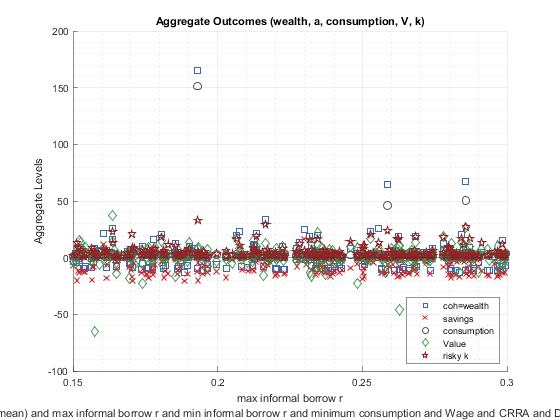 Aggregate Outcomes (wealth, a, consumption, V, k)
200
150
100
50
0
-50
-100
Aggregate Levels
coh=wealth
savings
consumption
Value
risky k
0.15
0.2
0.25
0.3
max informal borrow r
mean) and max informal borrow r and min informal borrow r and minimum consumption and Wage and CRRA and